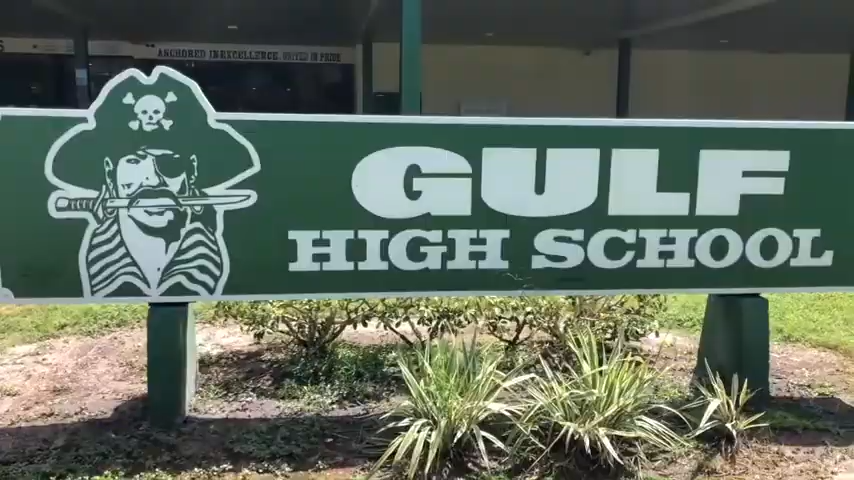 ANCHORED IN EXCELLENCE, UNITED IN PRIDE
GULF
HIGH SCHOOL